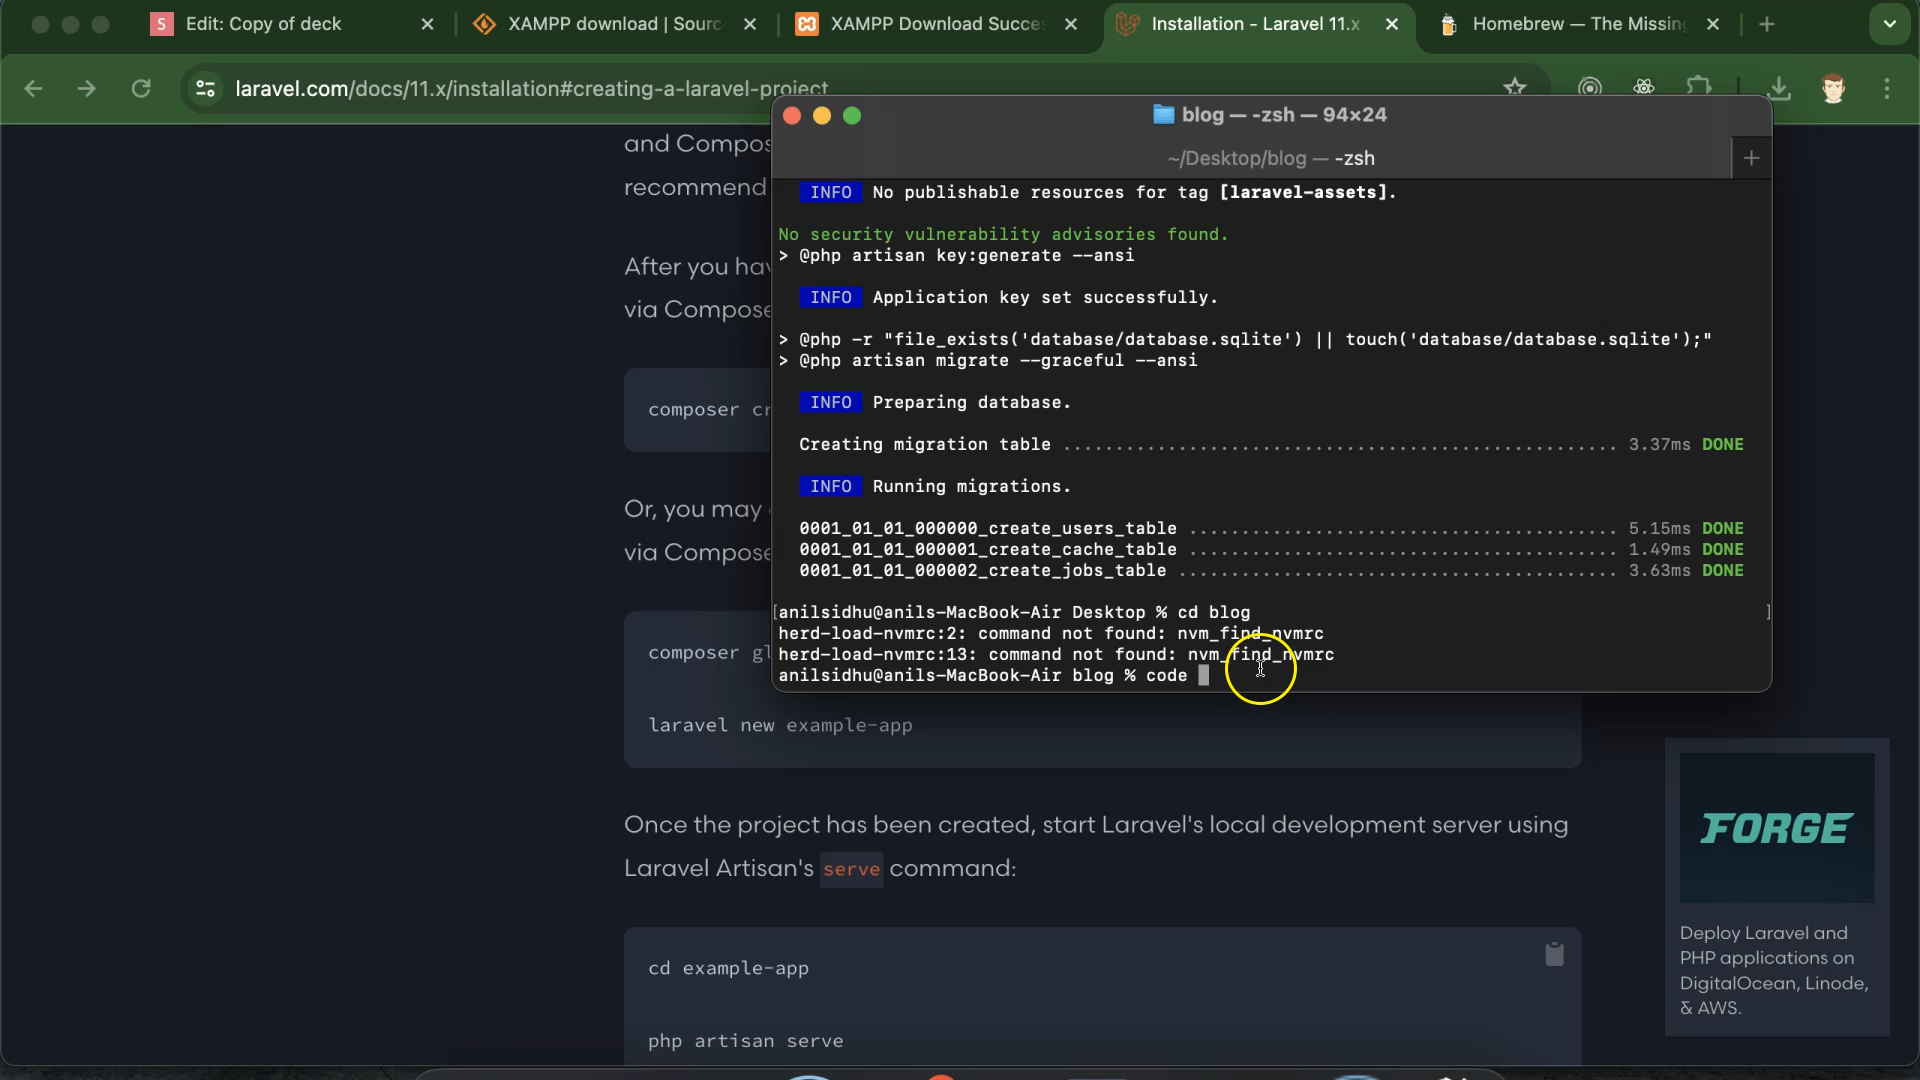 S Edit: Copy of deck
XAMPP download | Sourc
XAMPP Download Succes
Installation - Laravel 11.x
Homebrew — The Missing
laravel.com/docs/11.x/installation#creating-a-laravel-project
and Compos
recommend
After you hav
via Compose
composer cr
Or, you may
via Compose
composer gl
laravel new example-app
Once the project has been created, start Laravel's local development server using
Laravel Artisan's serve command:
cd example-app
php artisan serve
blog — -zsh — 94×24
~/Desktop/blog — -zsh
INFO No publishable resources for tag [laravel-assets].
No security vulnerability advisories found.
> @php artisan key:generate --ansi
INFO Application key set successfully.
> @php -r "file_exists('database/database.sqlite') || touch('database/database.sqlite');"
> @php artisan migrate --graceful --ansi
INFO Preparing database.
Creating migration table ..................................................... 3.37ms DONE
INFO Running migrations.
0001_01_01_000000_create_users_table ......................................... 5.15ms DONE
0001_01_01_000001_create_cache_table ......................................... 1.49ms DONE
0001_01_01_000002_create_jobs_table .......................................... 3.63ms DONE
[anilsidhu@anils-MacBook-Air Desktop % cd blog ]
herd-load-nvmrc:2: command not found: nvm_find_nvmrc
herd-load-nvmrc:13: command not found: nvm_find_nvmrc
anilsidhu@anils-MacBook-Air blog % code
FORGE
Deploy Laravel and
PHP applications on
DigitalOcean, Linode,
& AWS.